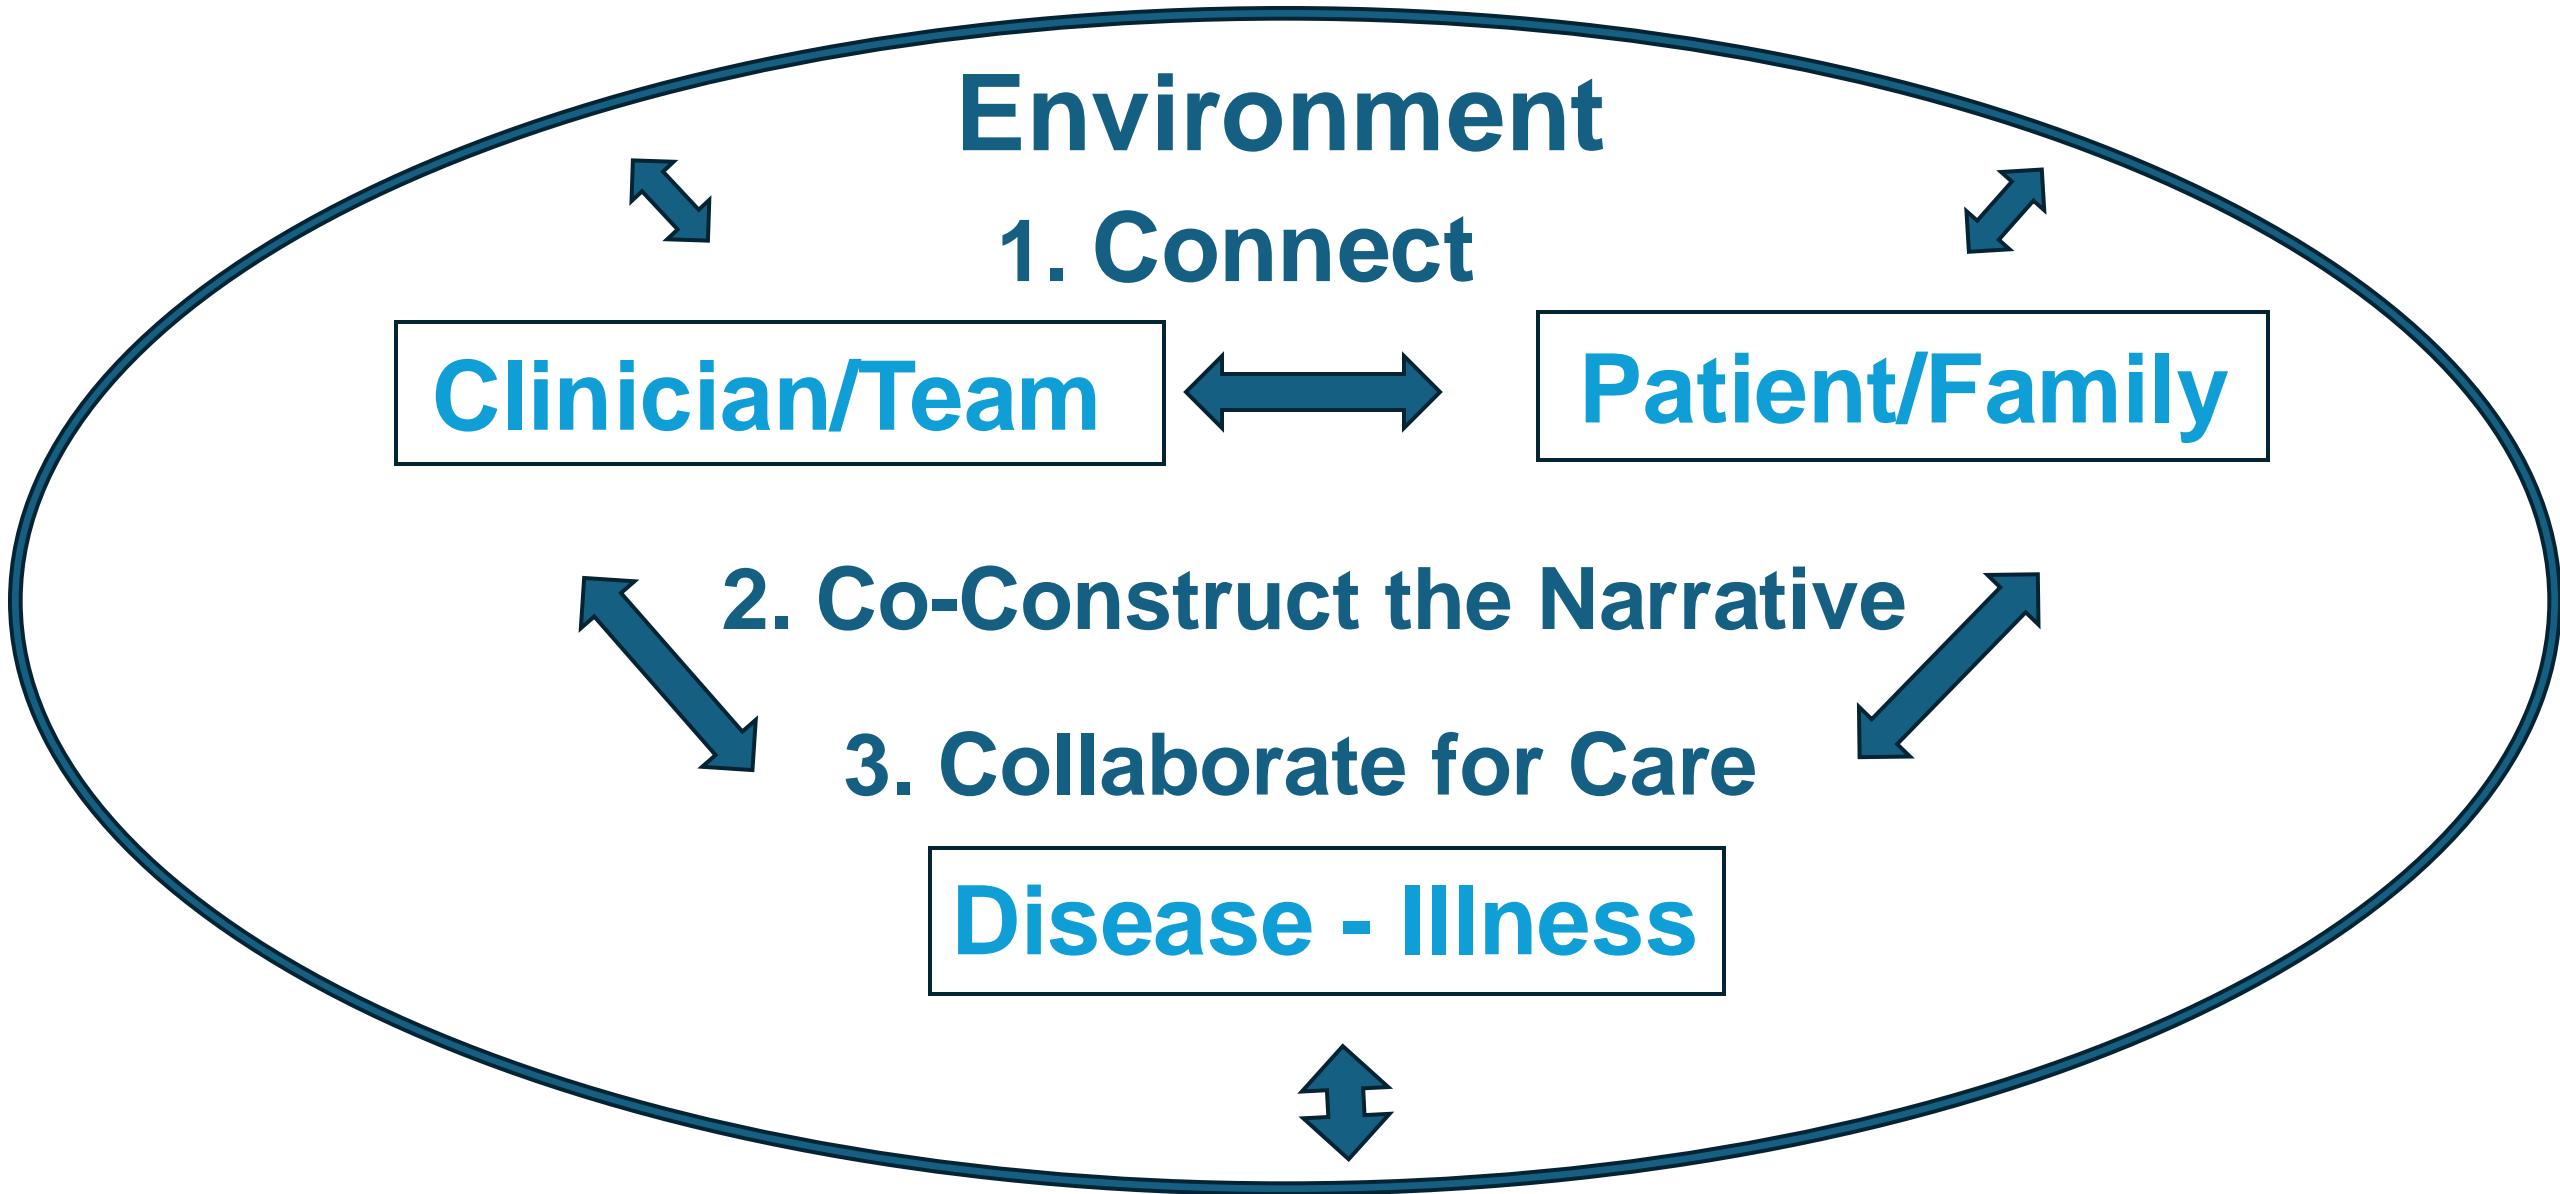 Environment
1. Connect
Clinician/Team
Patient/Family
2. Co-Construct the Narrative
3. Collaborate for Care
Disease - Illness